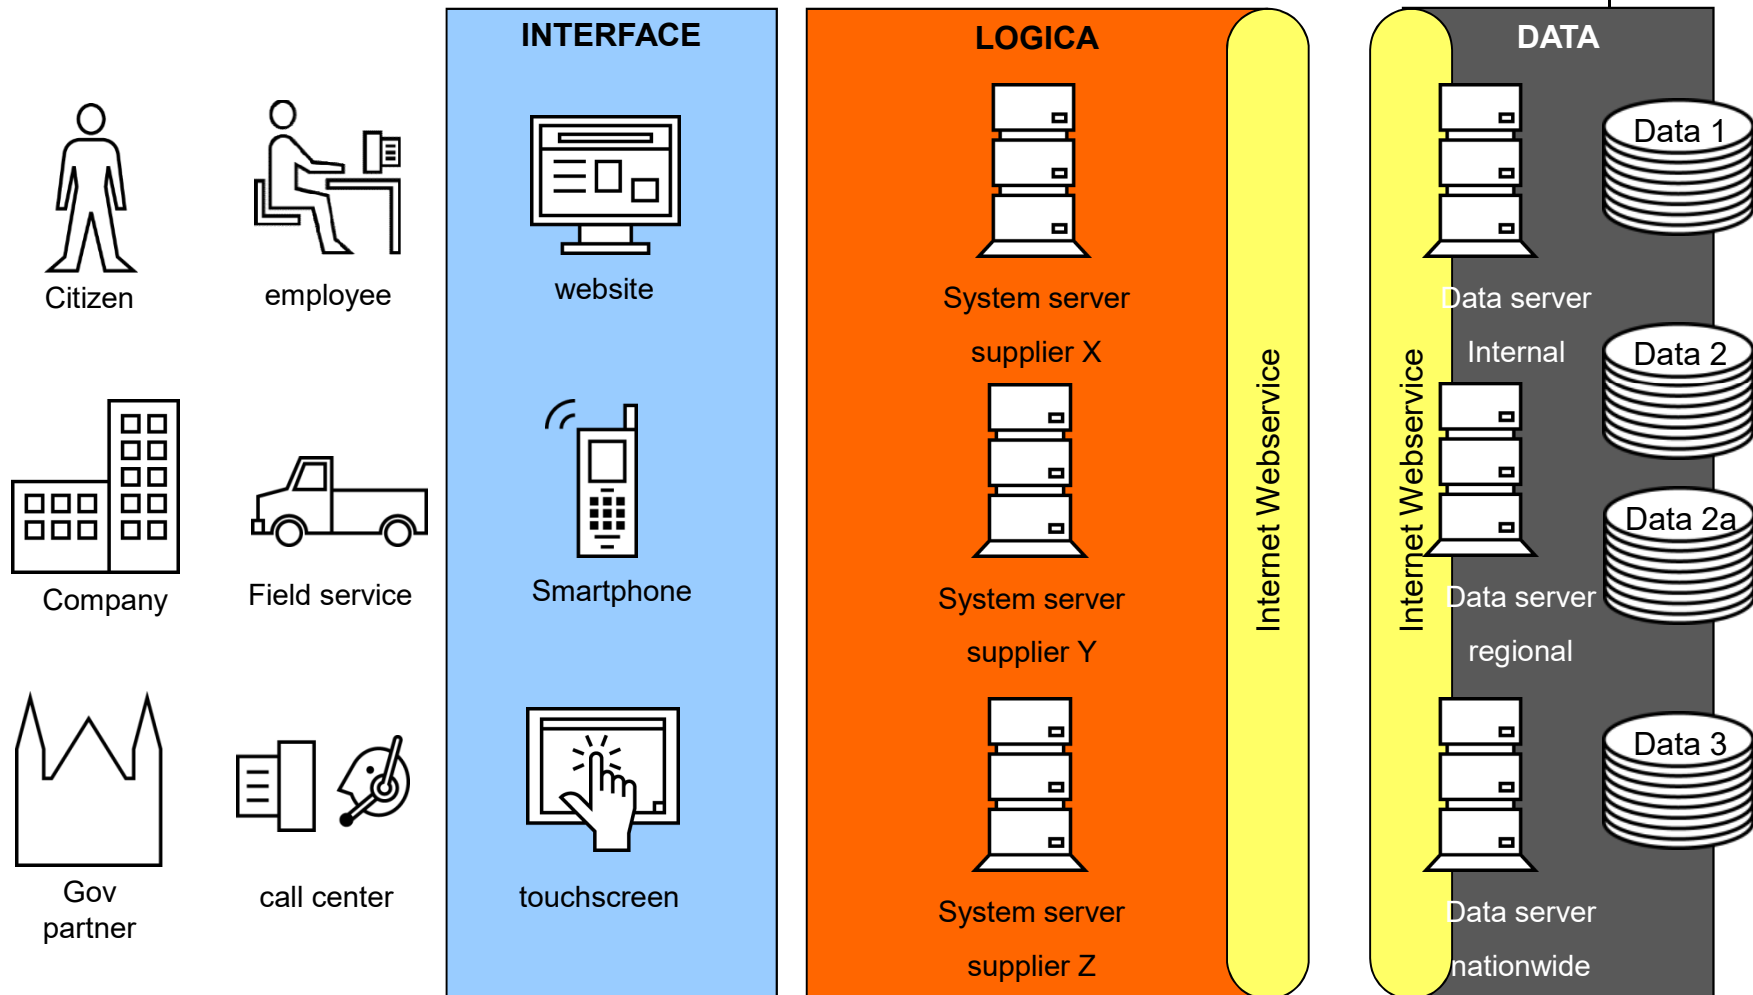 INTERFACE
LOGICA
DATA
Citizen
employee
website
System server
supplier X
Data server
Internal
Data 1
Data 2
Company
Field service
Smartphone
System server
supplier Y
Internet Webservice
Internet Webservice
Data server
regional
Data 2a
Data 3
Gov
partner
call center
touchscreen
System server
supplier Z
Data server
nationwide